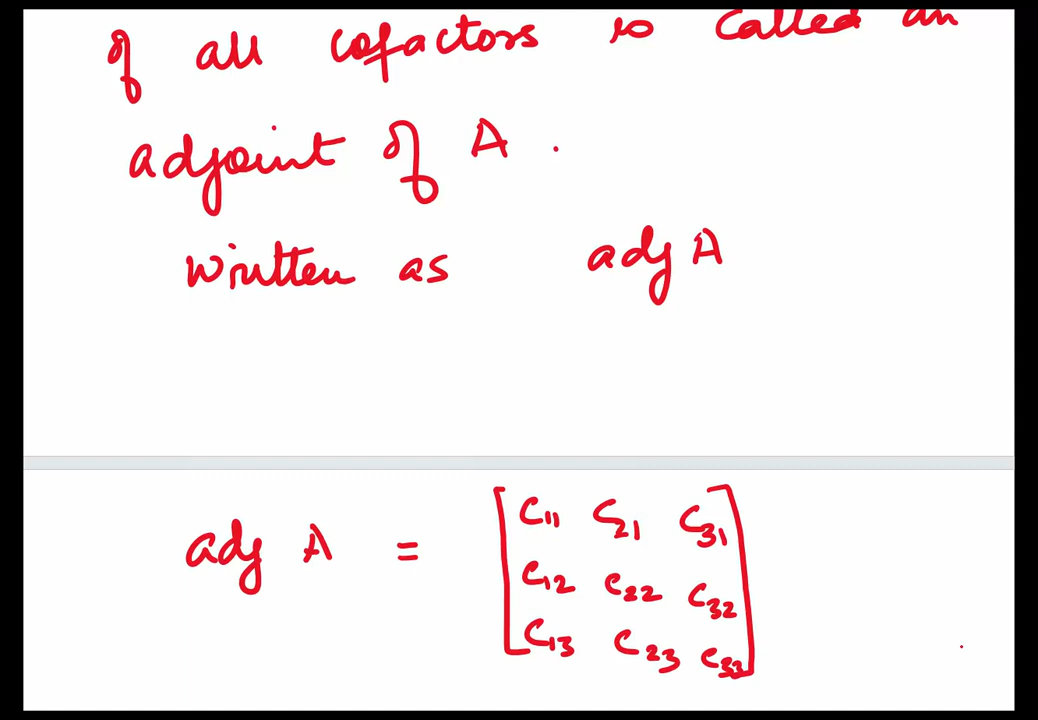 of all cofactors is called an
adjoint of A.
written as adj A
adj A = [ C11 C21 C31
C12 C22 C32
C13 C23 C33 ]